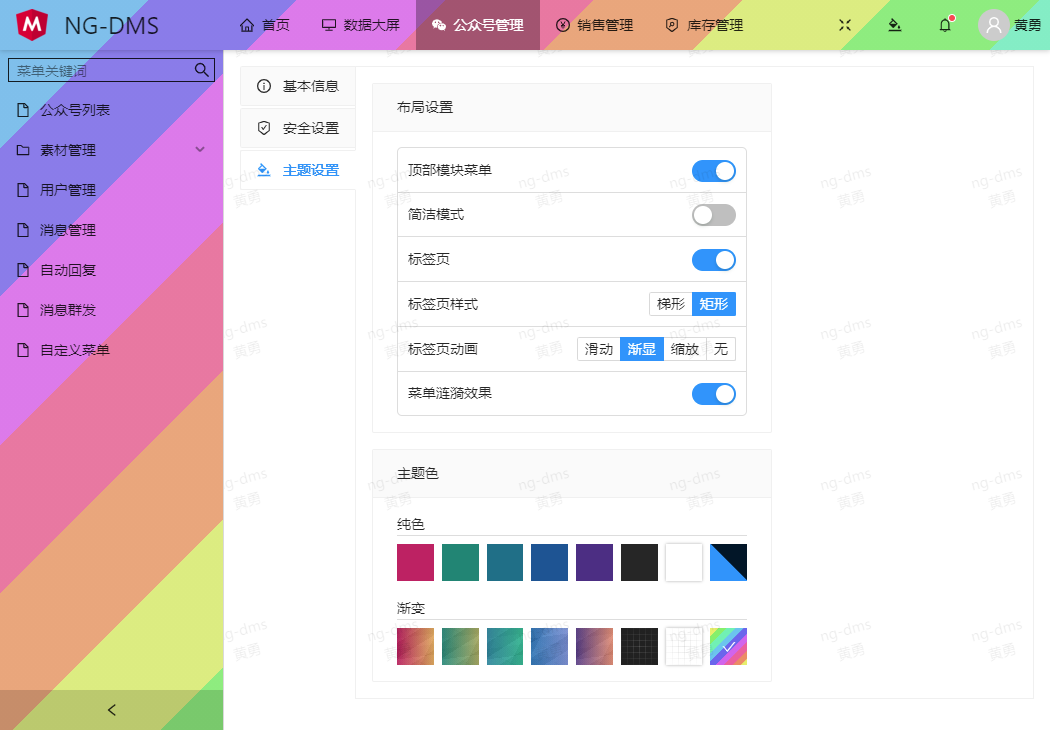 NG-DMS 首页 数据大屏 公众号管理 销售管理 库存管理 黄勇
菜单关键词
公众号列表
素材管理
用户管理
消息管理
自动回复
消息群发
自定义菜单
基本信息
安全设置
主题设置
布局设置
顶部模块菜单
简洁模式
标签页
标签页样式 梯形 矩形
标签页动画 滑动 渐显 缩放 无
菜单涟漪效果
主题色
纯色
渐变
ng-dms
黄勇